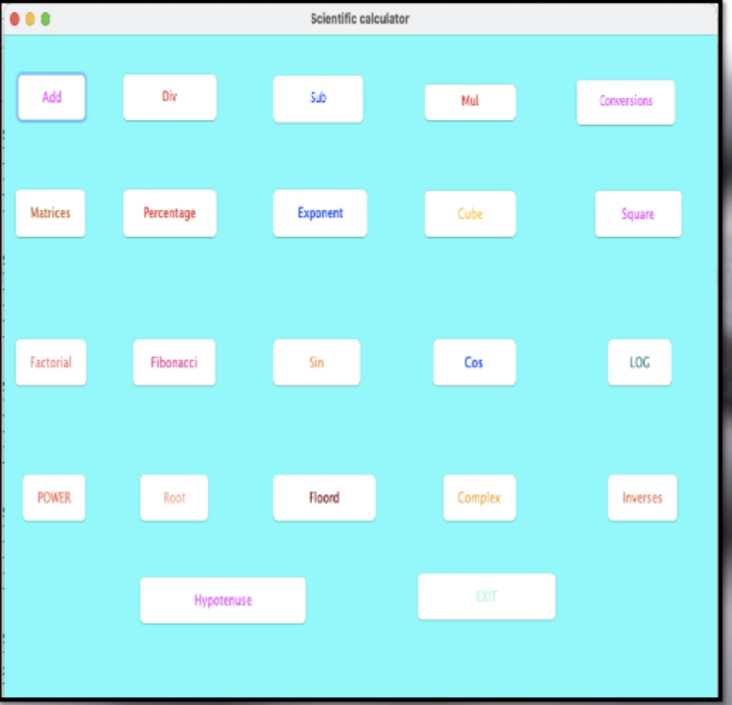 Scientific calculator
Add Div Sub Mul Conversions
Matrices Percentage Exponent Cube Square
Factorial Fibonacci Sin Cos LOG
POWER Root Floord Complex Inverses
Hypotenuse EXIT